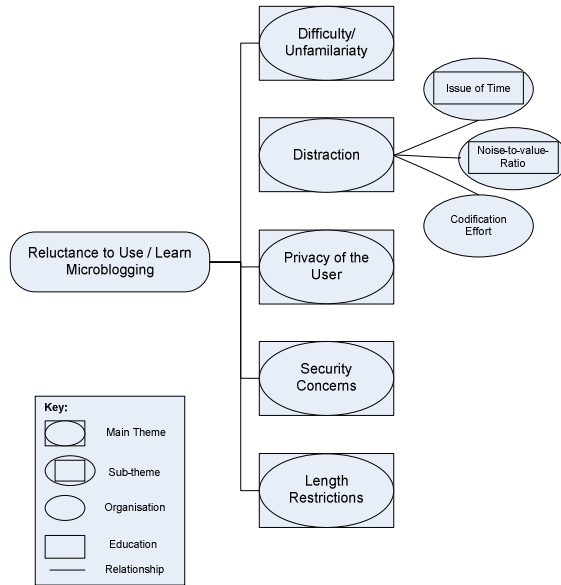 Difficulty/
Unfamilariaty
Issue of Time
Distraction
Noise-to-value-
Ratio
Codification
Effort
Reluctance to Use / Learn
Microblogging
Privacy of the
User
Security
Concerns
Length
Restrictions
Key:
Main Theme
Sub-theme
Organisation
Education
Relationship